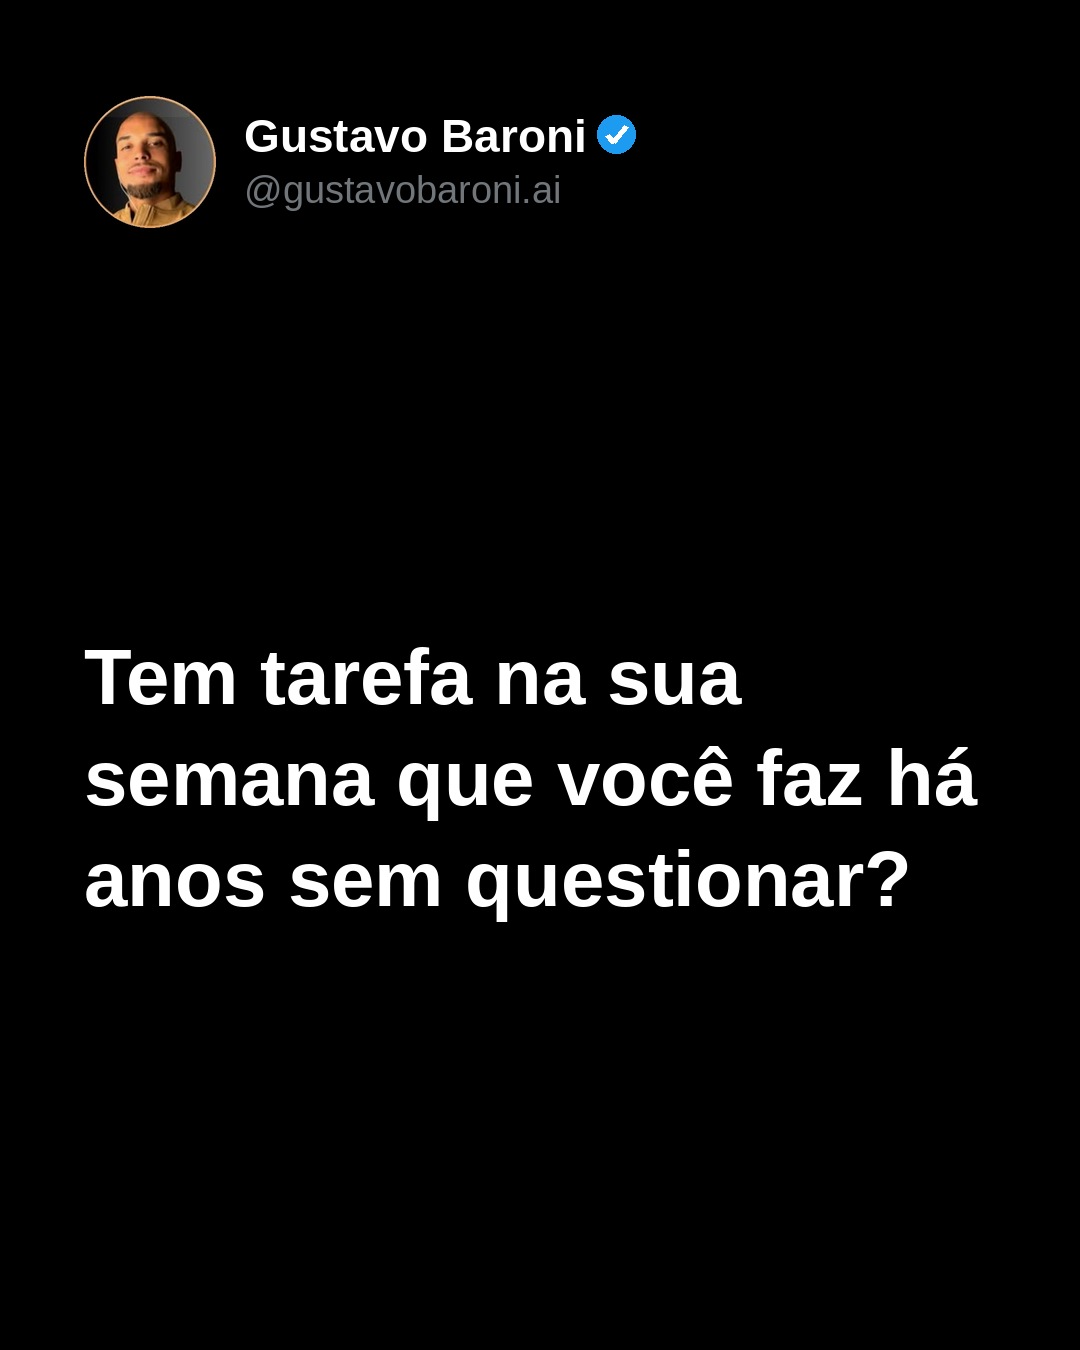 Gustavo Baroni
@gustavobaroni.ai
Tem tarefa na sua
semana que você faz há
anos sem questionar?